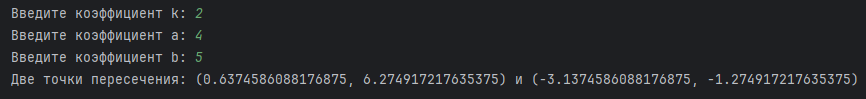 Введите коэффициент k: 2
Введите коэффициент a: 4
Введите коэффициент b: 5
Две точки пересечения: (0.6374586088176875, 6.274917217635375) и (-3.1374586088176875, -1.274917217635375)